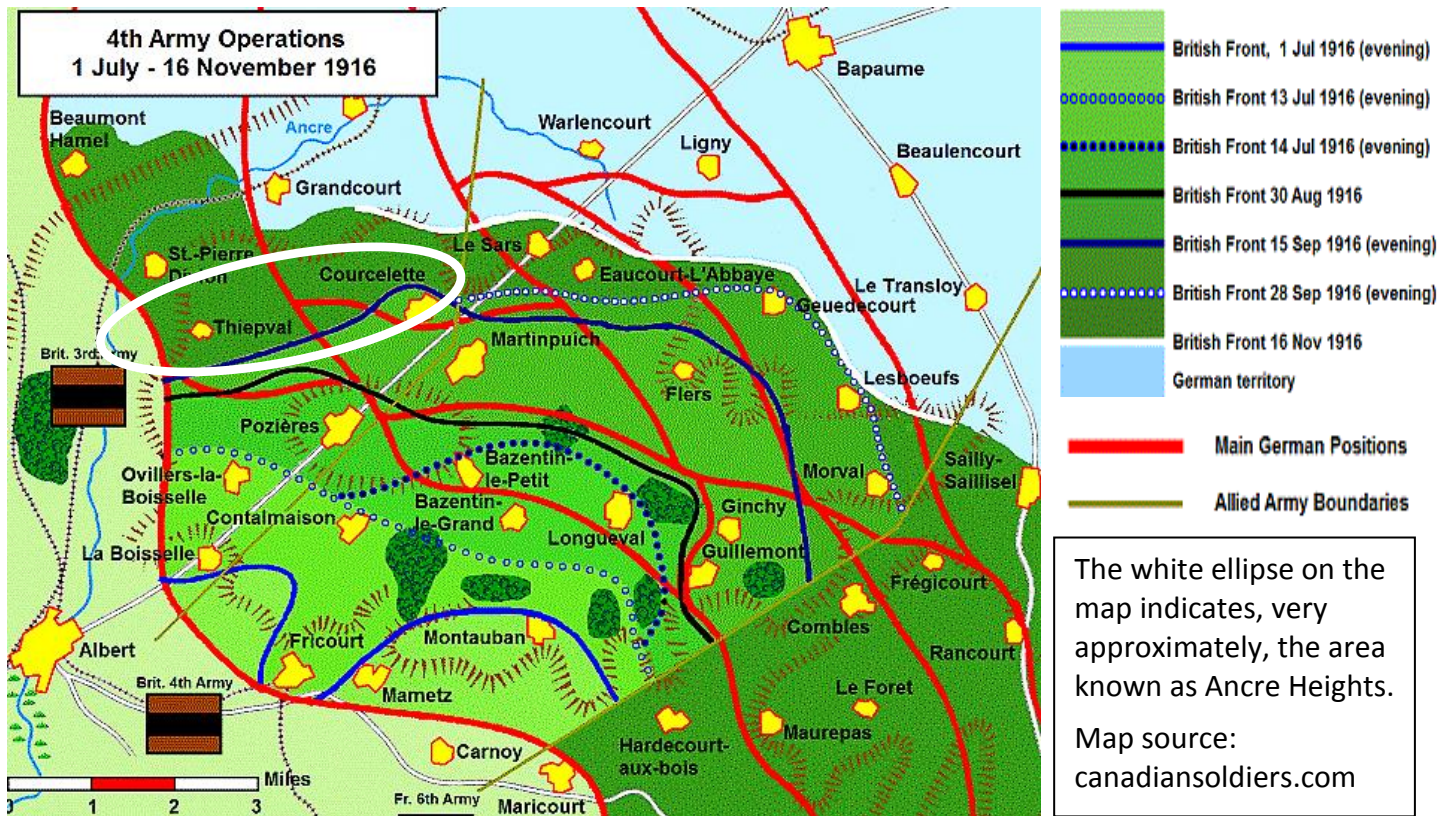 4th Army Operations
1 July - 16 November 1916
Bapaume
Beaumont
Hamel
Ancre
Warlencourt
Ligny
Beaulencourt
Grandcourt
Le Sars
St.-Pierre
Courcelette
Eaucourt-L'Abbaye
Le Transloy
Geuedecourt
Thiepval
Martinpuich
Brit. 3rd Army
Flers
Lesboeufs
Pozières
Ovillers-la-
Boisselle
Bazentin-
le-Petit
Morval
Sailly-
Saillisel
Contalmaison
Bazentin-
le-Grand
Longueval
Ginchy
Guillemont
La Boisselle
Frégicourt
Combles
Albert
Fricourt
Montauban
Rancourt
Brit. 4th Army
Mametz
Le Foret
Maurepas
Hardecourt-
aux-bois
Carnoy
Miles
0 1 2 3
Fr. 6th Army
Maricourt
British Front, 1 Jul 1916 (evening)
British Front 13 Jul 1916 (evening)
British Front 14 Jul 1916 (evening)
British Front 30 Aug 1916
British Front 15 Sep 1916 (evening)
British Front 28 Sep 1916 (evening)
British Front 16 Nov 1916
German territory
Main German Positions
Allied Army Boundaries
The white ellipse on the
map indicates, very
approximately, the area
known as Ancre Heights.
Map source:
canadiansoldiers.com